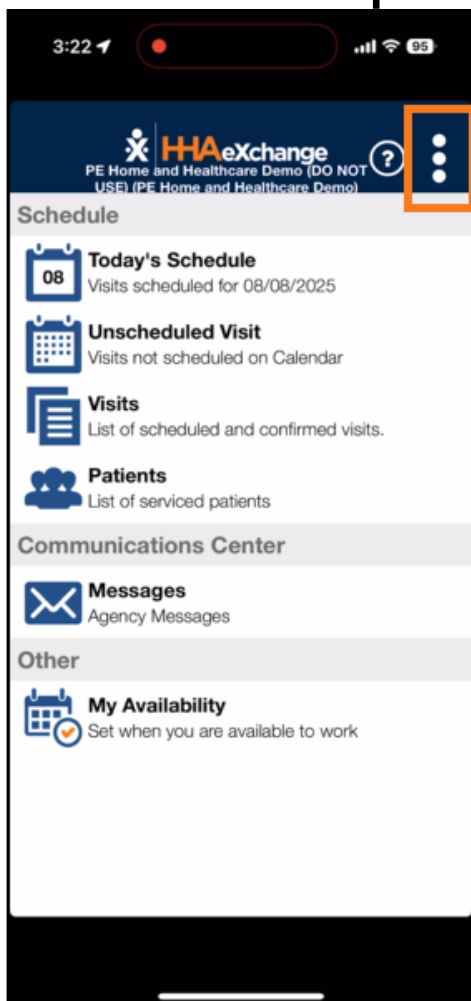 3:22
95
HHAeXchange
PE Home and Healthcare Demo (DO NOT
USE) (PE Home and Healthcare Demo)
?
Schedule
08
Today's Schedule
Visits scheduled for 08/08/2025
Unscheduled Visit
Visits not scheduled on Calendar
Visits
List of scheduled and confirmed visits.
Patients
List of serviced patients
Communications Center
Messages
Agency Messages
Other
My Availability
Set when you are available to work